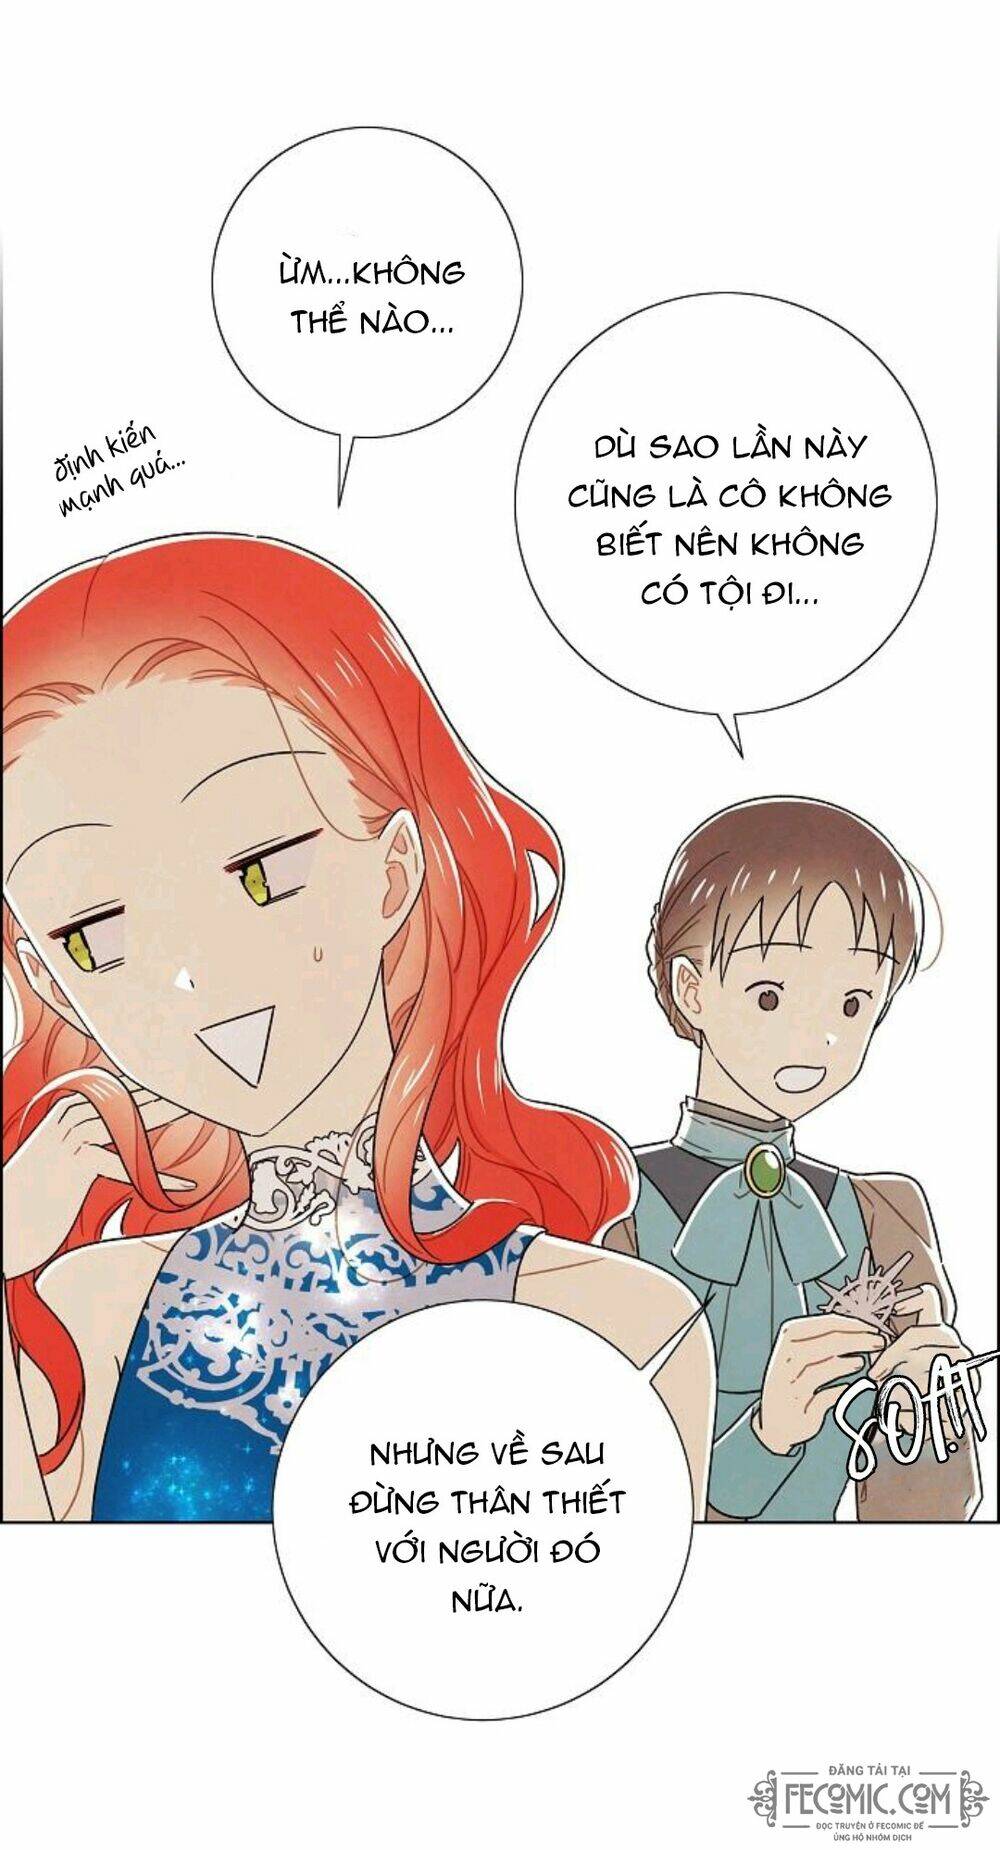 ỪM...KHÔNG
THỂ NÀO...
DÙ SAO LẦN NÀY
CŨNG LÀ CÔ KHÔNG
BIẾT NÊN KHÔNG
CÓ TỘI ĐI...
định kiến
mạnh quá...
SOẠT
NHƯNG VỀ SAU
ĐỪNG THÂN THIẾT
VỚI NGƯỜI ĐÓ
NỮA.
ĐĂNG TẢI TẠI
FECOMIC.COM
ĐỌC TRUYỆN Ở FECOMIC ĐỂ
ỦNG HỘ NHÓM DỊCH